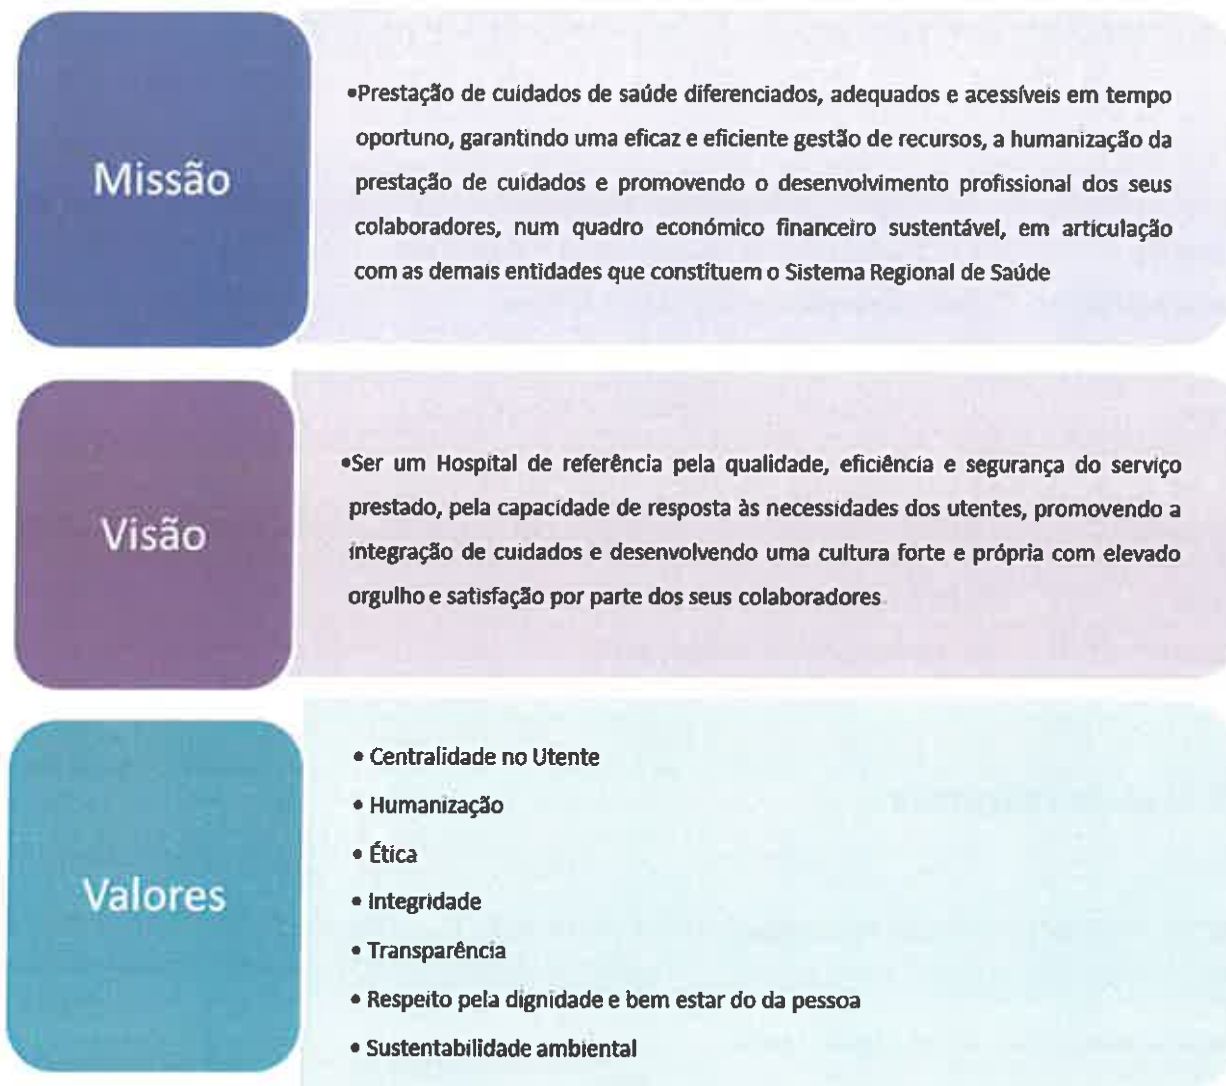 Missão
•Prestação de cuidados de saúde diferenciados, adequados e acessíveis em tempo
oportuno, garantindo uma eficaz e eficiente gestão de recursos, a humanização da
prestação de cuidados e promovendo o desenvolvimento profissional dos seus
colaboradores, num quadro económico financeiro sustentável, em articulação
com as demais entidades que constituem o Sistema Regional de Saúde
Visão
•Ser um Hospital de referência pela qualidade, eficiência e segurança do serviço
prestado, pela capacidade de resposta às necessidades dos utentes, promovendo a
integração de cuidados e desenvolvendo uma cultura forte e própria com elevado
orgulho e satisfação por parte dos seus colaboradores
Valores
• Centralidade no Utente
• Humanização
• Ética
• Integridade
• Transparência
• Respeito pela dignidade e bem estar do da pessoa
• Sustentabilidade ambiental